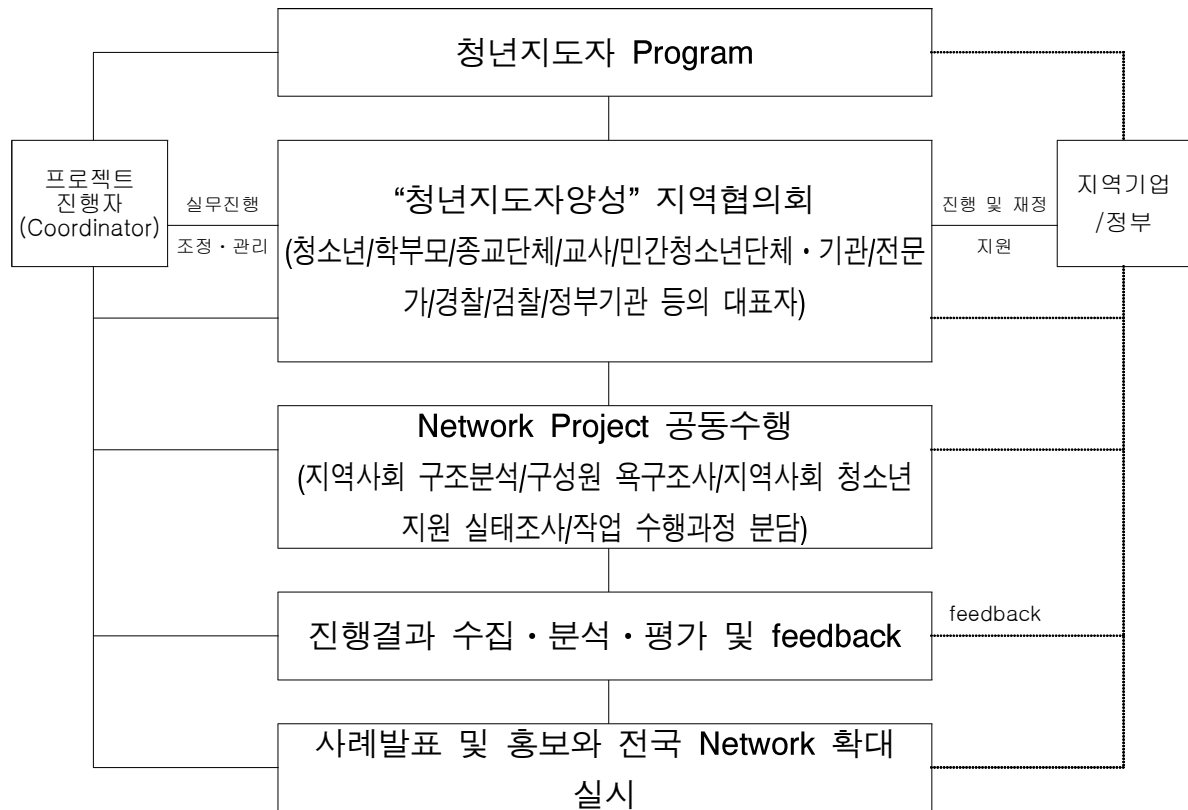 청년지도자 Program
프로젝트
진행자
(Coordinator)
실무진행
조정・관리
“청년지도자양성” 지역협의회
(청소년/학부모/종교단체/교사/민간청소년단체・기관/전문
가/경찰/검찰/정부기관 등의 대표자)
진행 및 재정
지원
지역기업
/정부
Network Project 공동수행
(지역사회 구조분석/구성원 욕구조사/지역사회 청소년
지원 실태조사/작업 수행과정 분담)
진행결과 수집・분석・평가 및 feedback
feedback
사례발표 및 홍보와 전국 Network 확대
실시